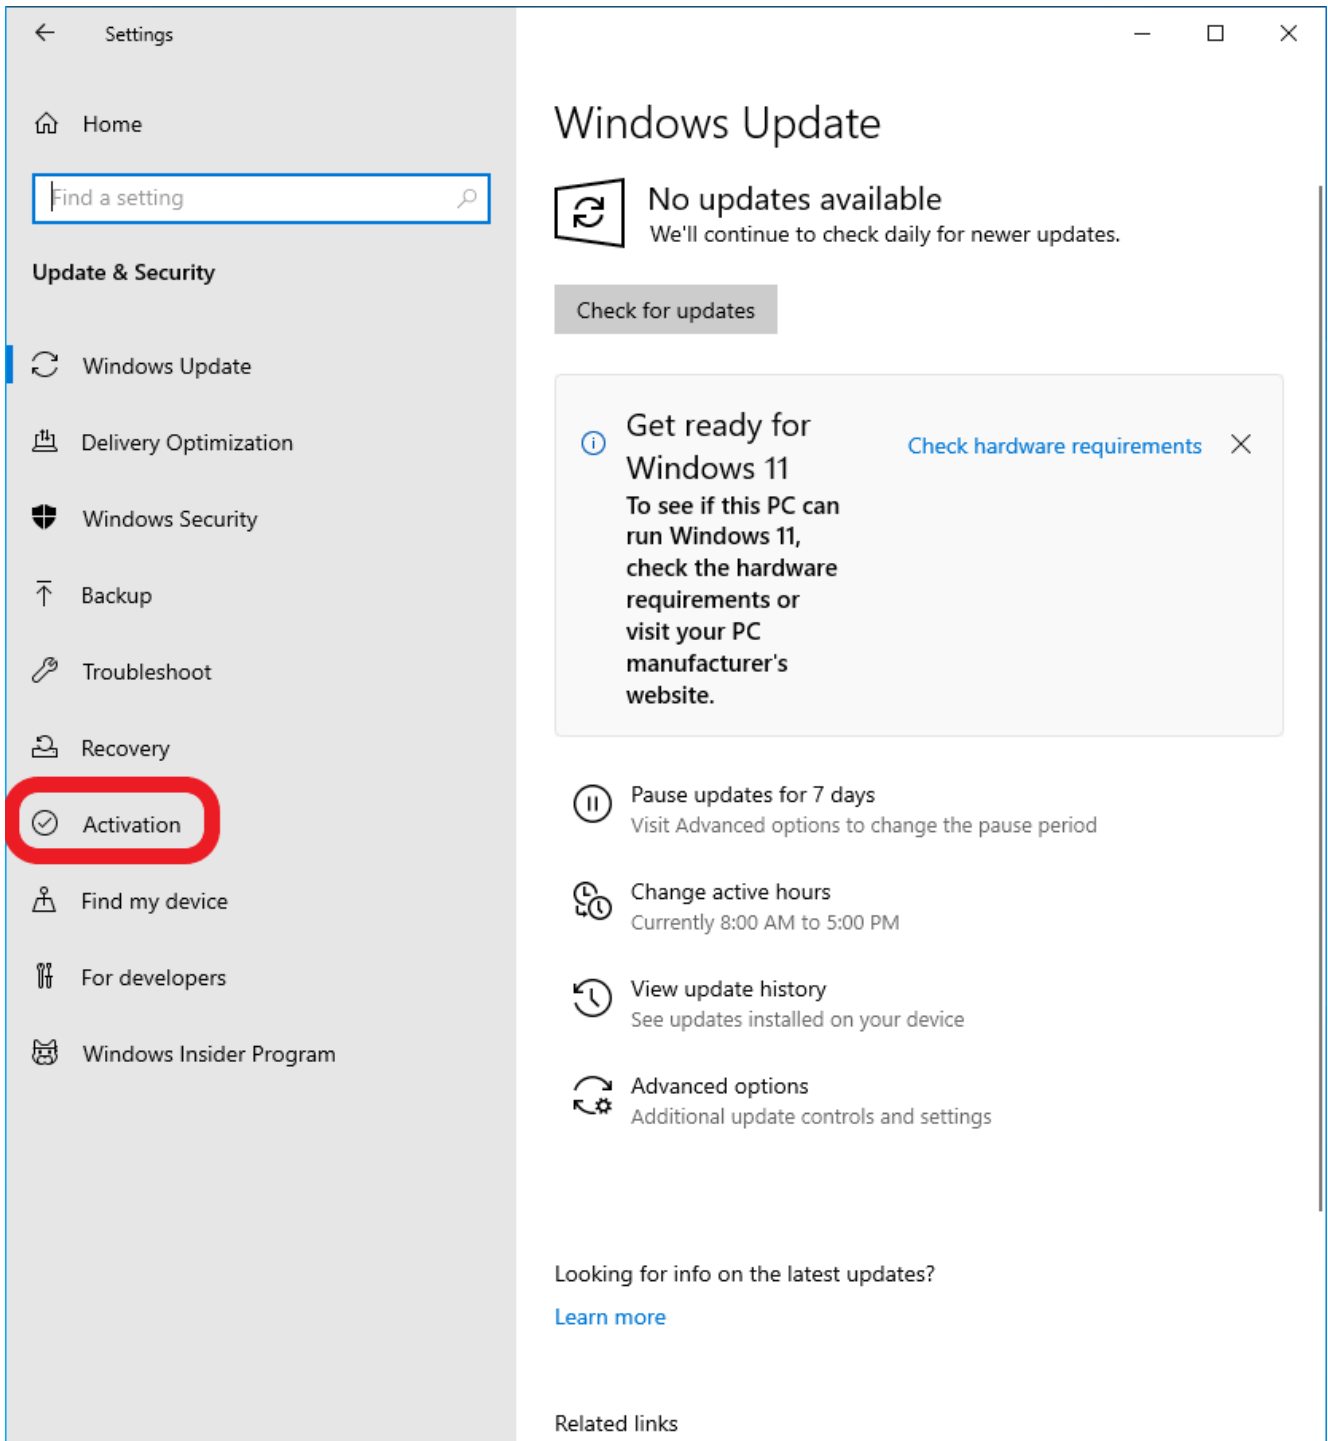 Settings
Home
Find a setting
Update & Security
Windows Update
Delivery Optimization
Windows Security
Backup
Troubleshoot
Recovery
Activation
Find my device
For developers
Windows Insider Program
Windows Update
No updates available
We'll continue to check daily for newer updates.
Check for updates
Get ready for
Windows 11
To see if this PC can
run Windows 11,
check the hardware
requirements or
visit your PC
manufacturer's
website.
Check hardware requirements
Pause updates for 7 days
Visit Advanced options to change the pause period
Change active hours
Currently 8:00 AM to 5:00 PM
View update history
See updates installed on your device
Advanced options
Additional update controls and settings
Looking for info on the latest updates?
Learn more
Related links